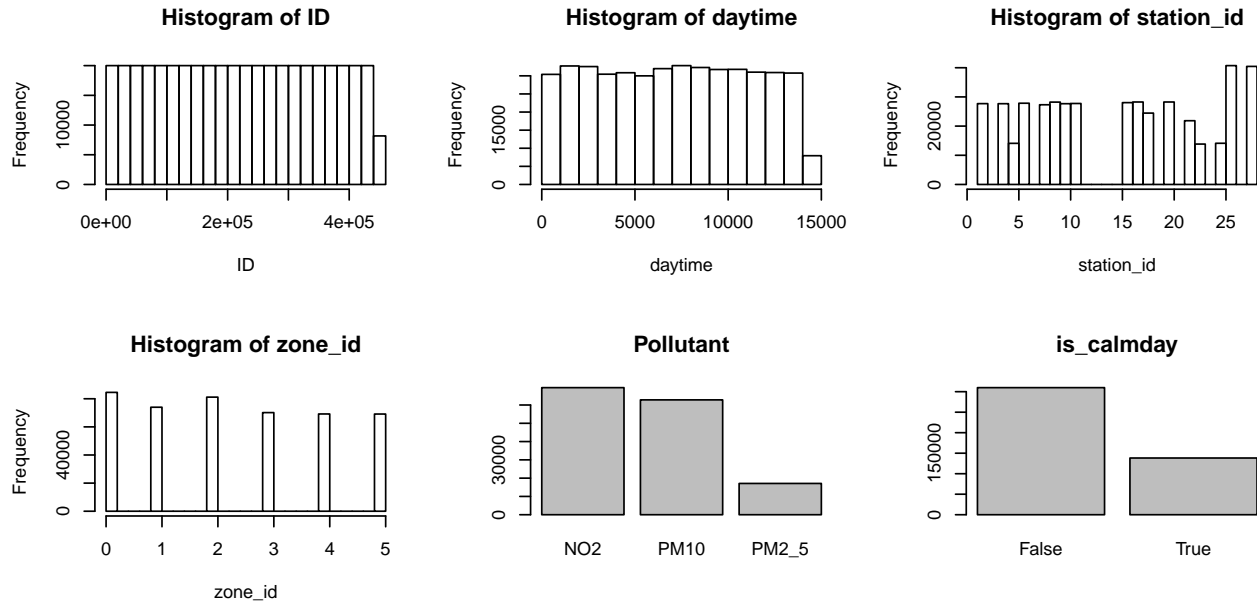 Histogram of ID
Frequency
0 10000
0e+00 2e+05 4e+05
ID
Histogram of daytime
Frequency
0 15000
0 5000 10000 15000
daytime
Histogram of station_id
Frequency
0 20000
0 5 10 15 20 25
station_id
Histogram of zone_id
Frequency
0 40000
0 1 2 3 4 5
zone_id
Pollutant
0 30000
NO2 PM10 PM2_5
is_calmday
0 150000
False True